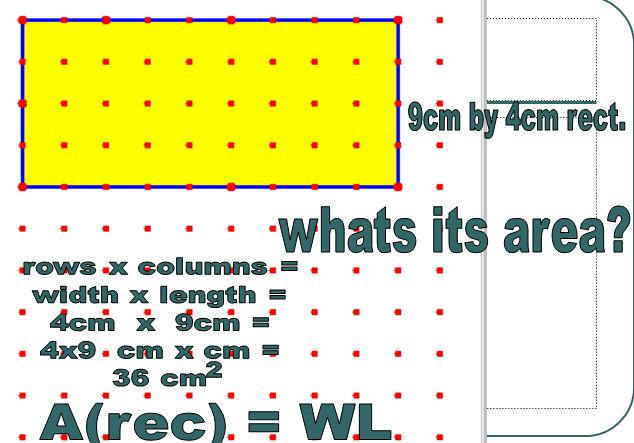 9cm by 4cm rect.
whats its area?
rows x columns =
width x length =
4cm x 9cm =
4x9 cm x cm =
36 cm²
A(rec) = WL